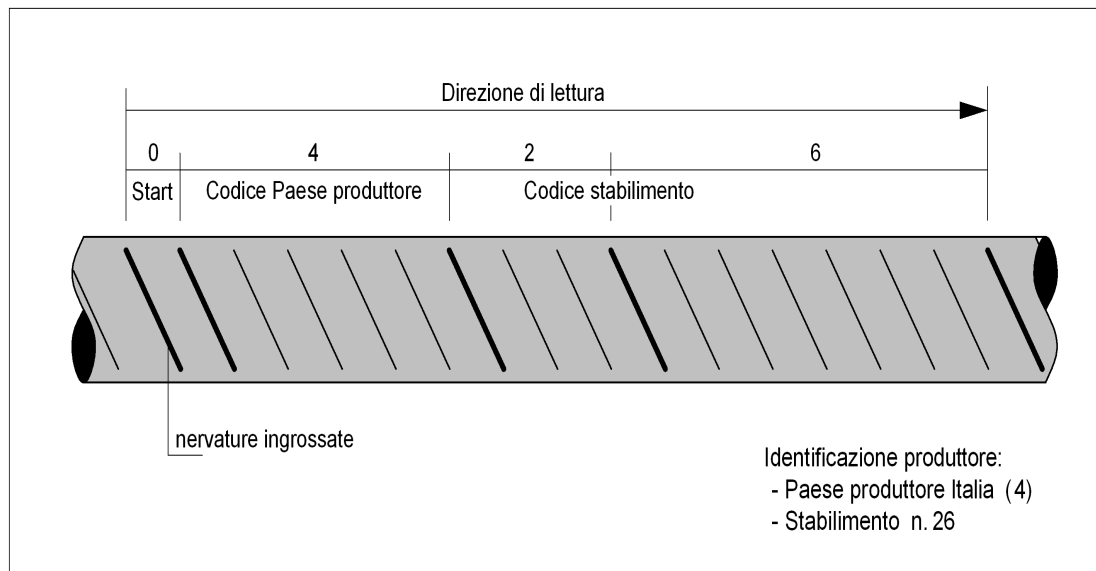 Direzione di lettura
0 4 2 6
Start Codice Paese produttore Codice stabilimento
nervature ingrossate
Identificazione produttore:
- Paese produttore Italia (4)
- Stabilimento n. 26